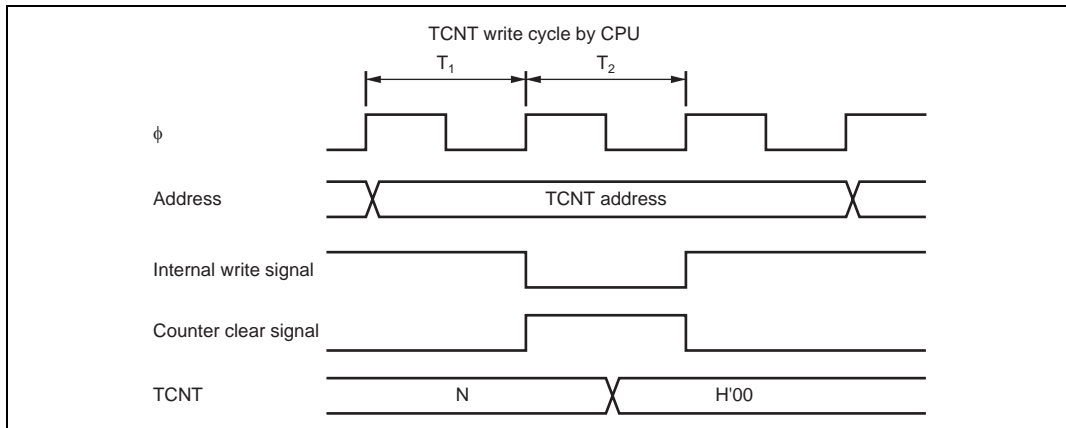 TCNT write cycle by CPU
T₁ T₂
ϕ
Address TCNT address
Internal write signal
Counter clear signal
TCNT N H'00